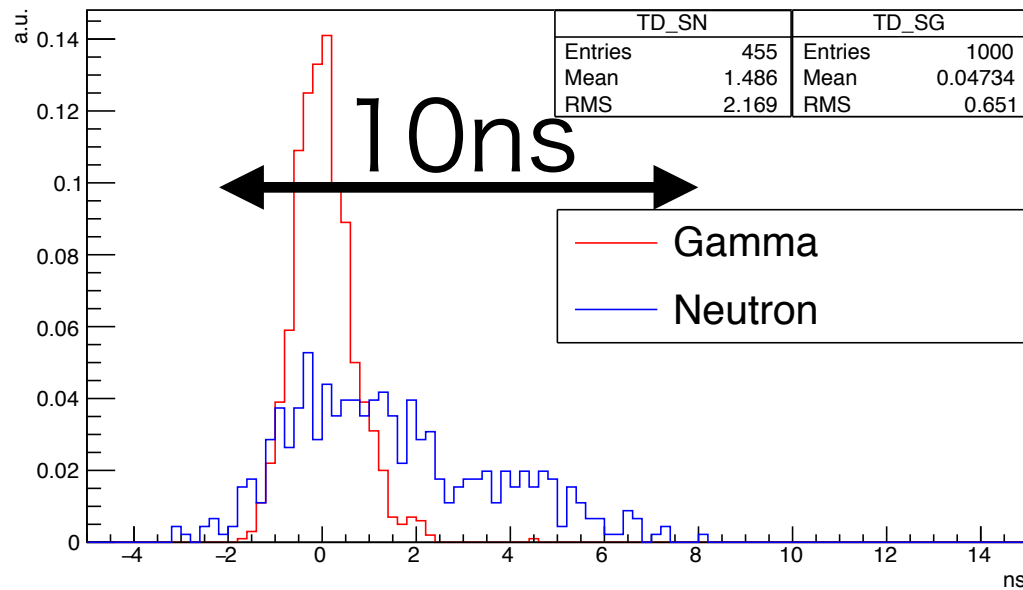 a.u.
0.14
0.12
0.1
0.08
0.06
0.04
0.02
0
TD_SN
Entries 455
Mean 1.486
RMS 2.169
TD_SG
Entries 1000
Mean 0.04734
RMS 0.651
10ns
Gamma
Neutron
−4 −2 0 2 4 6 8 10 12 14
ns